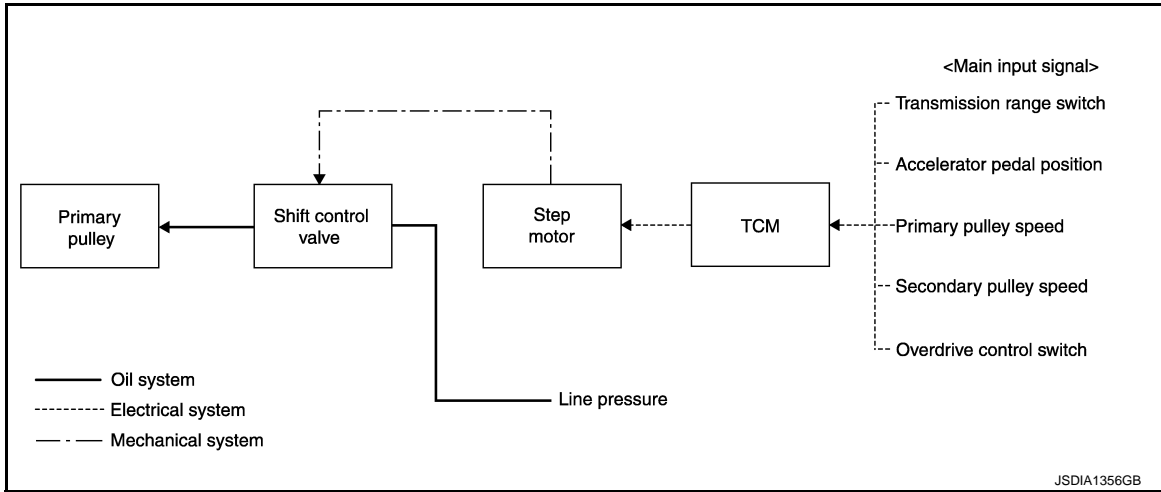 <Main input signal>
Transmission range switch
Accelerator pedal position
Primary pulley speed
Secondary pulley speed
Overdrive control switch
Primary
pulley
Shift control
valve
Step
motor
TCM
Line pressure
Oil system
Electrical system
Mechanical system
JSDIA1356GB